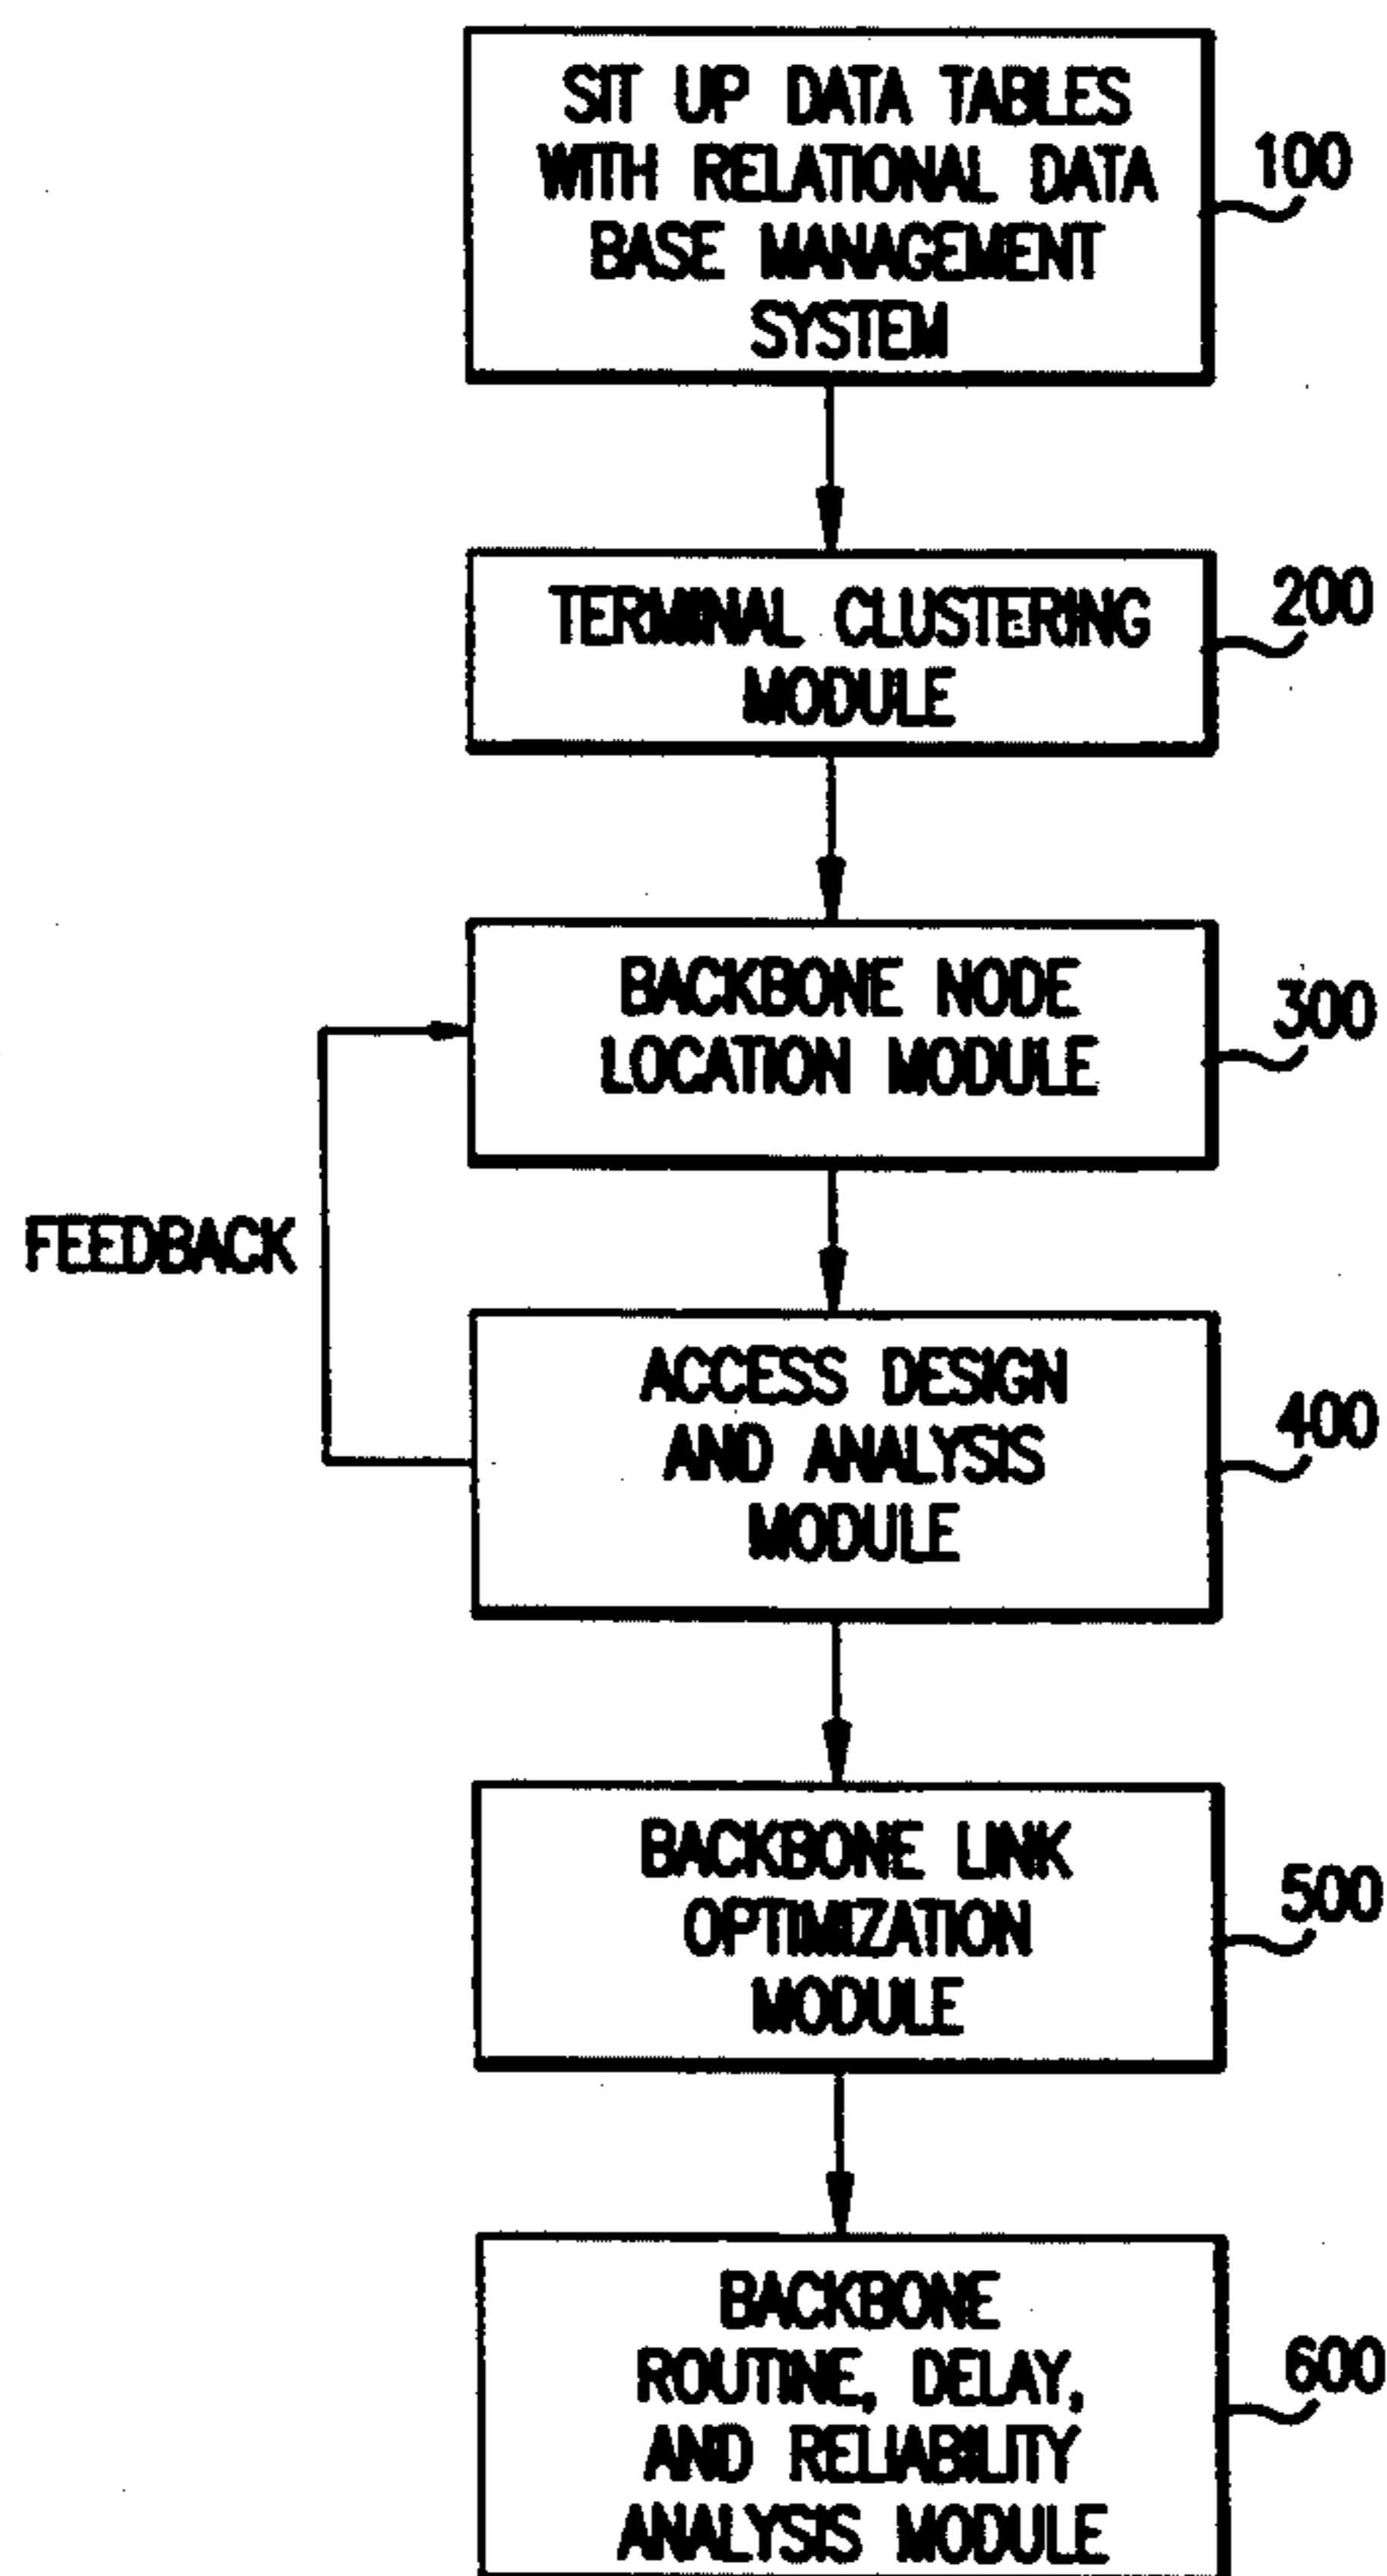 SIT UP DATA TABLES
WITH RELATIONAL DATA
BASE MANAGEMENT
SYSTEM
100
TERMINAL CLUSTERING
MODULE
200
BACKBONE NODE
LOCATION MODULE
300
FEEDBACK
ACCESS DESIGN
AND ANALYSIS
MODULE
400
BACKBONE LINK
OPTIMIZATION
MODULE
500
BACKBONE
ROUTINE, DELAY,
AND RELIABILITY
ANALYSIS MODULE
600